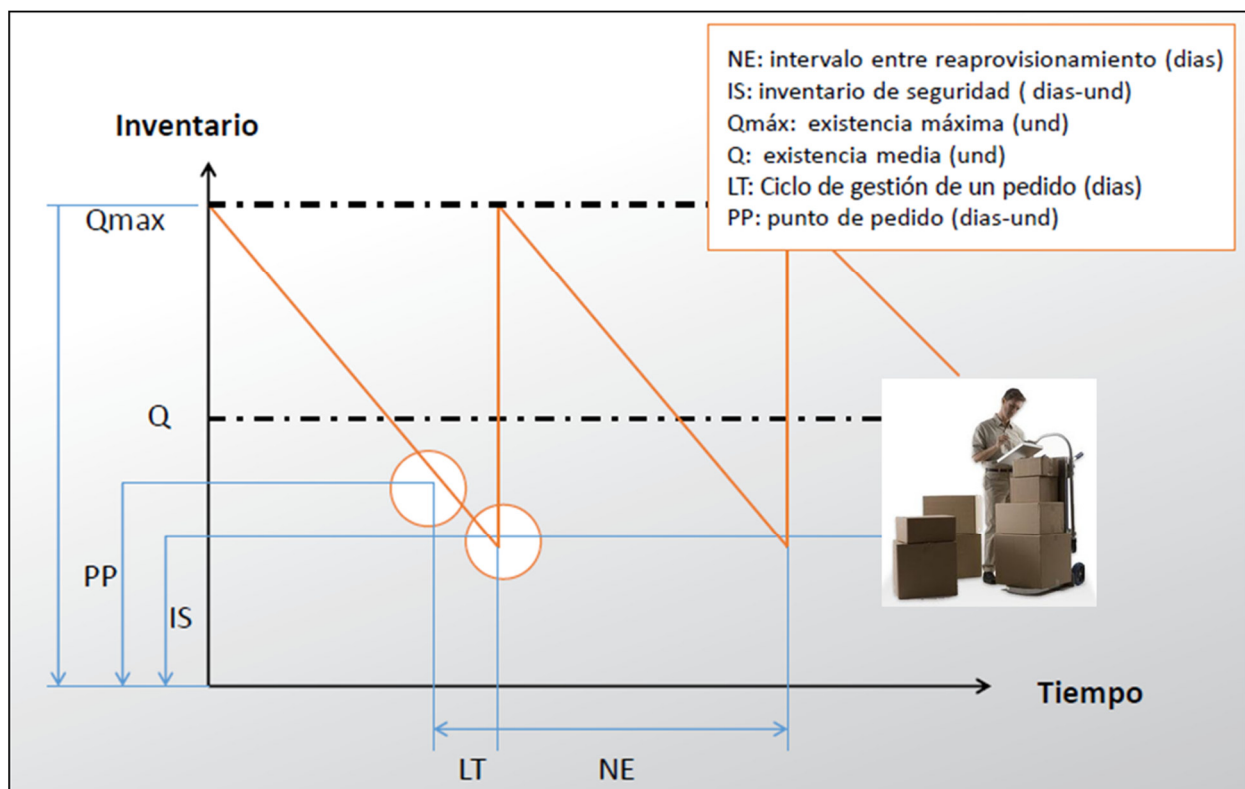 NE: intervalo entre reaprovisionamiento (dias)
IS: inventario de seguridad ( dias-und)
Qmáx: existencia máxima (und)
Q: existencia media (und)
LT: Ciclo de gestión de un pedido (dias)
PP: punto de pedido (dias-und)
Inventario
Qmax
Q
PP
IS
Tiempo
LT
NE